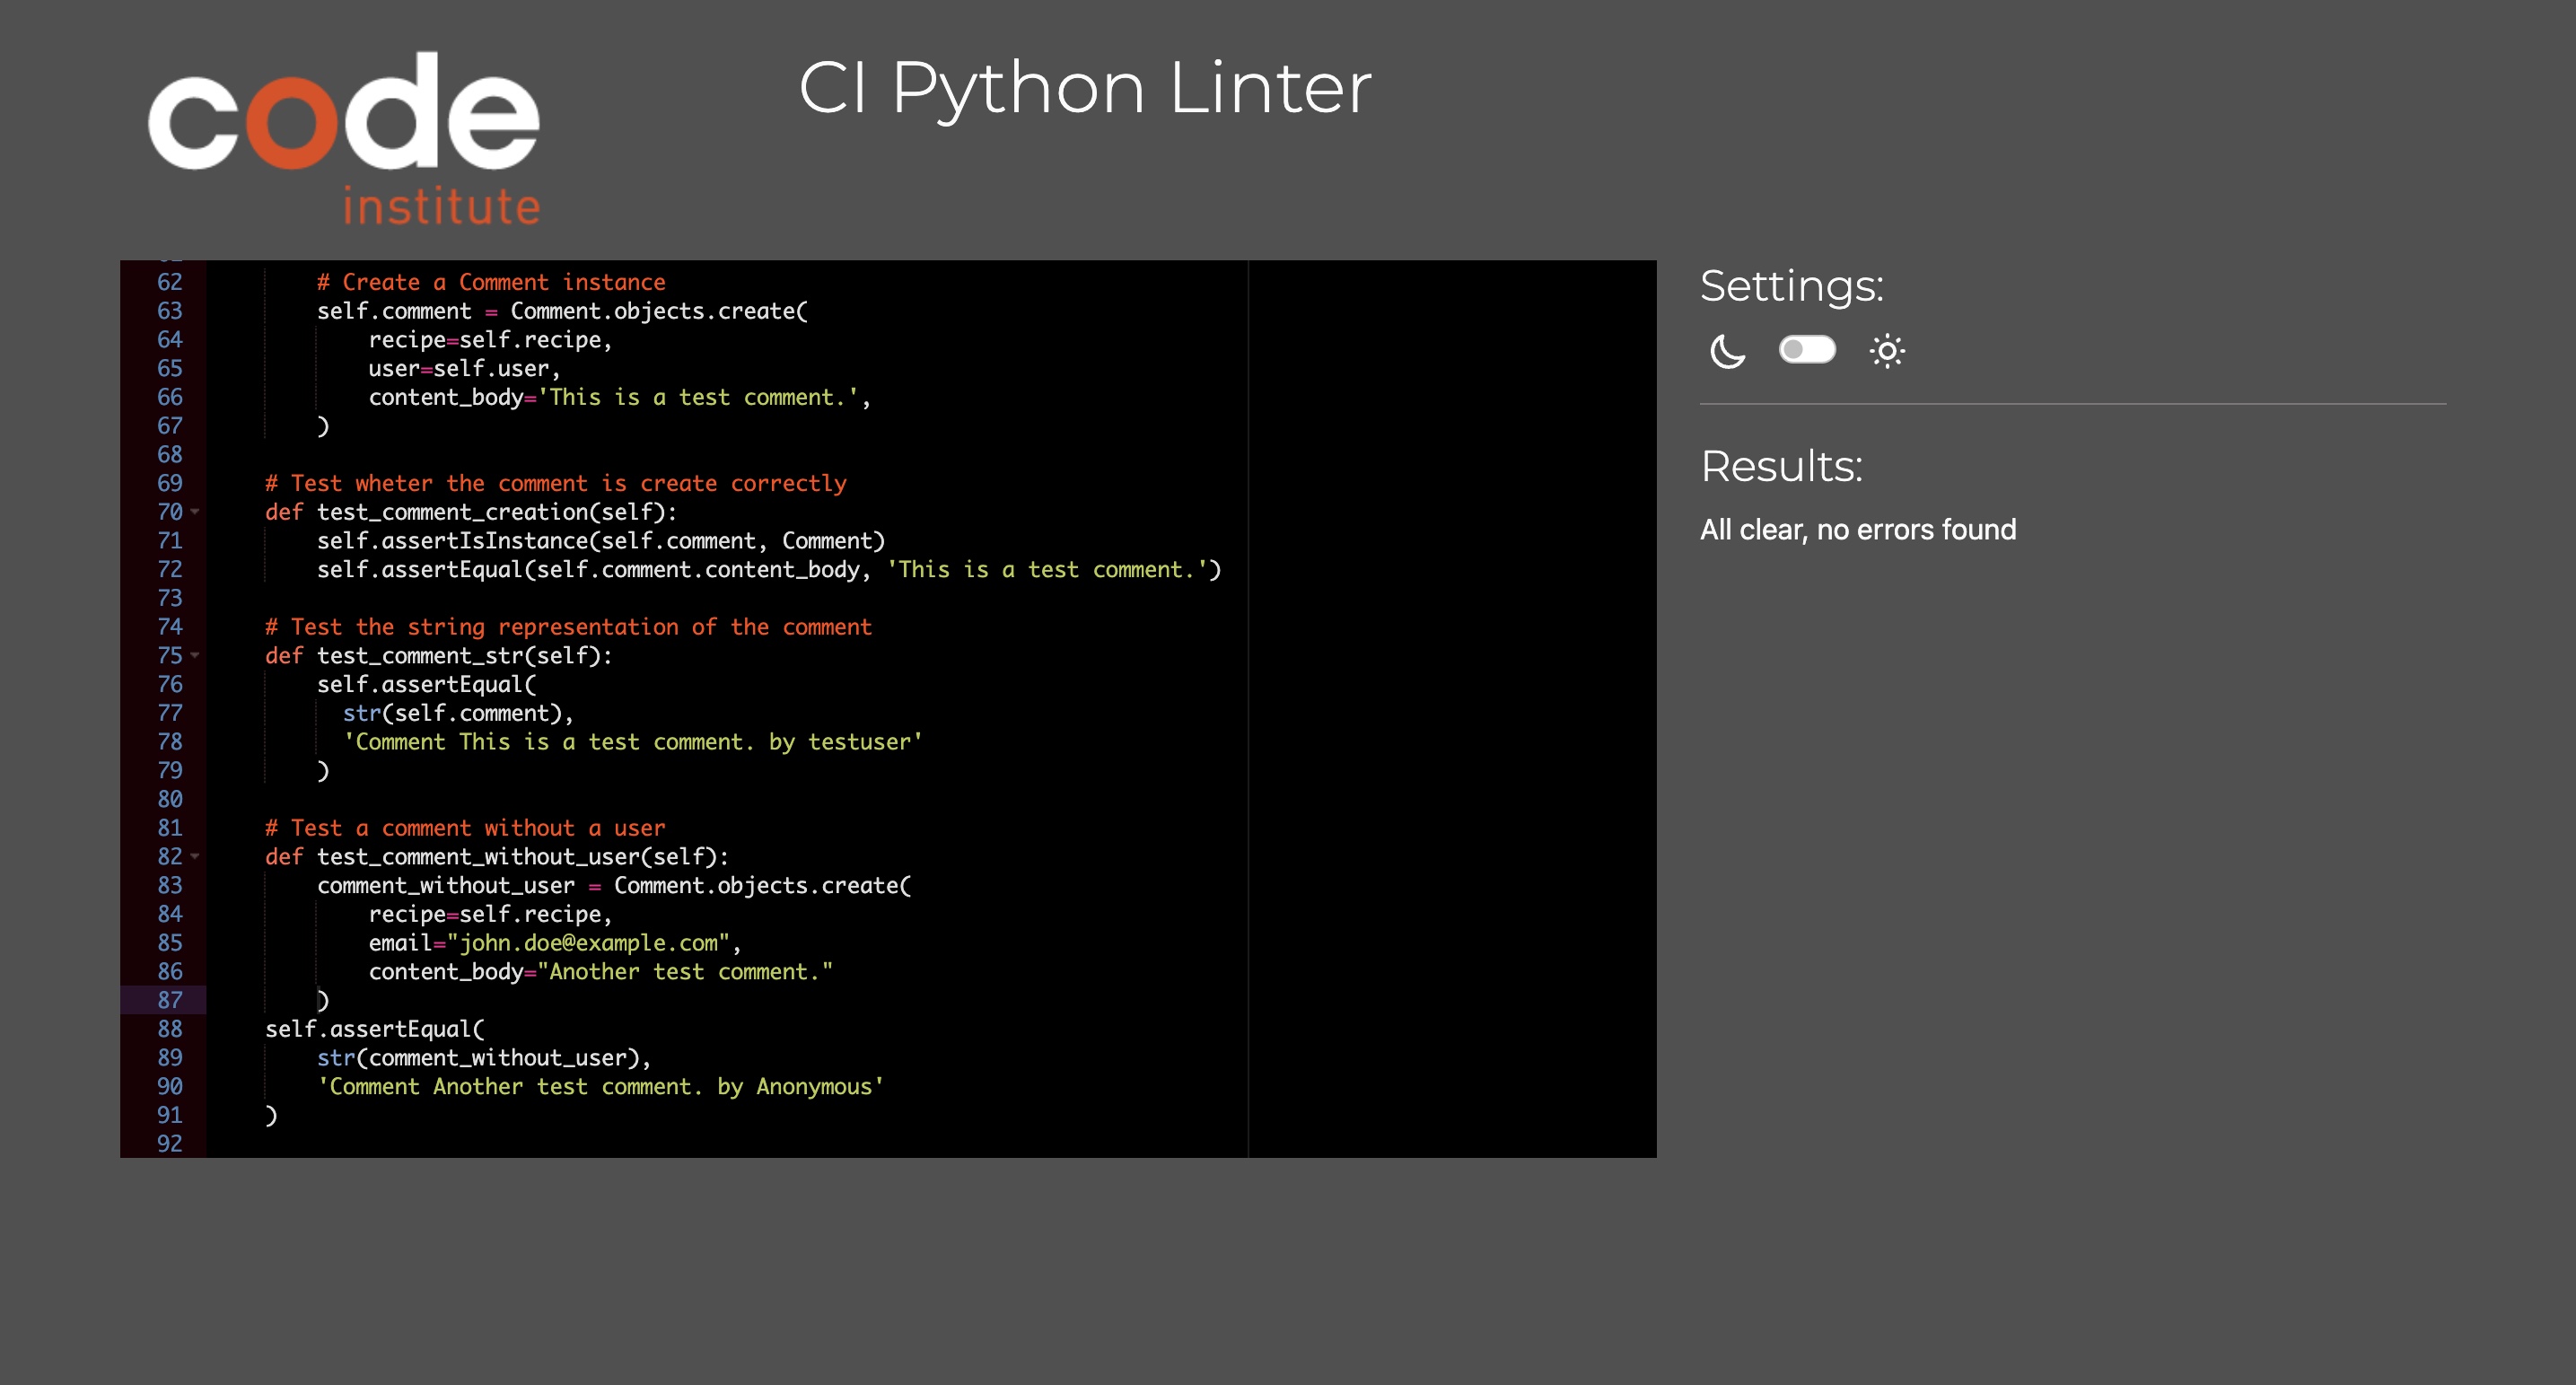 code
institute
CI Python Linter
62 # Create a Comment instance
63 self.comment = Comment.objects.create(
64 recipe=self.recipe,
65 user=self.user,
66 content_body='This is a test comment.',
67 )
68
69 # Test wheter the comment is create correctly
70 def test_comment_creation(self):
71 self.assertIsInstance(self.comment, Comment)
72 self.assertEqual(self.comment.content_body, 'This is a test comment.')
73
74 # Test the string representation of the comment
75 def test_comment_str(self):
76 self.assertEqual(
77 str(self.comment),
78 'Comment This is a test comment. by testuser'
79 )
80
81 # Test a comment without a user
82 def test_comment_without_user(self):
83 comment_without_user = Comment.objects.create(
84 recipe=self.recipe,
85 email="john.doe@example.com",
86 content_body="Another test comment."
87 )
88 self.assertEqual(
89 str(comment_without_user),
90 'Comment Another test comment. by Anonymous'
91 )
92
Settings:
Results:
All clear, no errors found